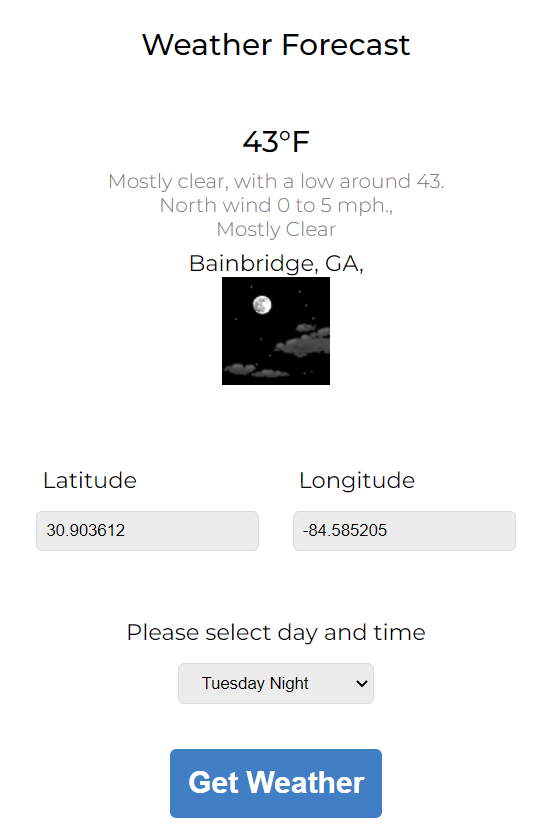 Weather Forecast
43°F
Mostly clear, with a low around 43.
North wind 0 to 5 mph.,
Mostly Clear
Bainbridge, GA,
Latitude Longitude
30.903612 -84.585205
Please select day and time
Tuesday Night
Get Weather